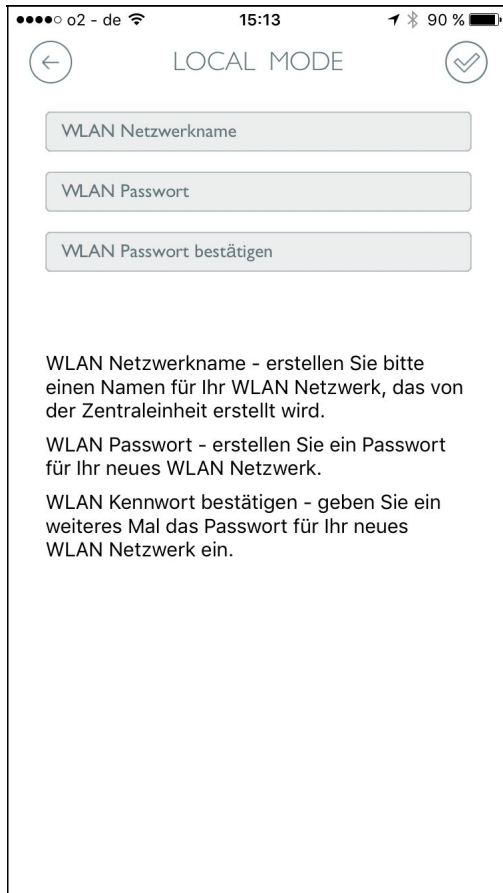 o2 - de 15:13 90 %
LOCAL MODE
WLAN Netzwerkname
WLAN Passwort
WLAN Passwort bestätigen
WLAN Netzwerkname - erstellen Sie bitte
einen Namen für Ihr WLAN Netzwerk, das von
der Zentraleinheit erstellt wird.
WLAN Passwort - erstellen Sie ein Passwort
für Ihr neues WLAN Netzwerk.
WLAN Kennwort bestätigen - geben Sie ein
weiteres Mal das Passwort für Ihr neues
WLAN Netzwerk ein.